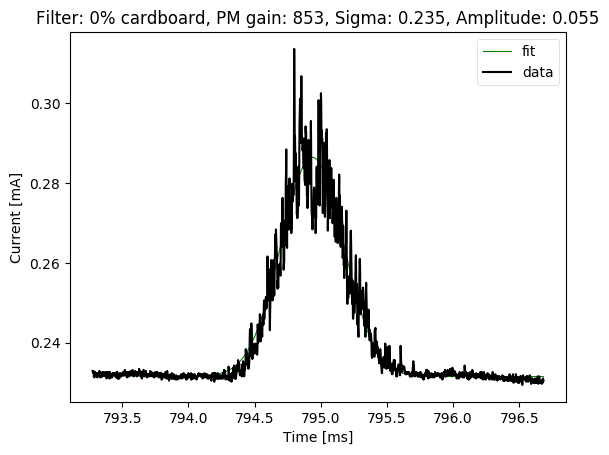 Filter: 0% cardboard, PM gain: 853, Sigma: 0.235, Amplitude: 0.055
fit
data
Current [mA]
0.30
0.28
0.26
0.24
793.5 794.0 794.5 795.0 795.5 796.0 796.5
Time [ms]